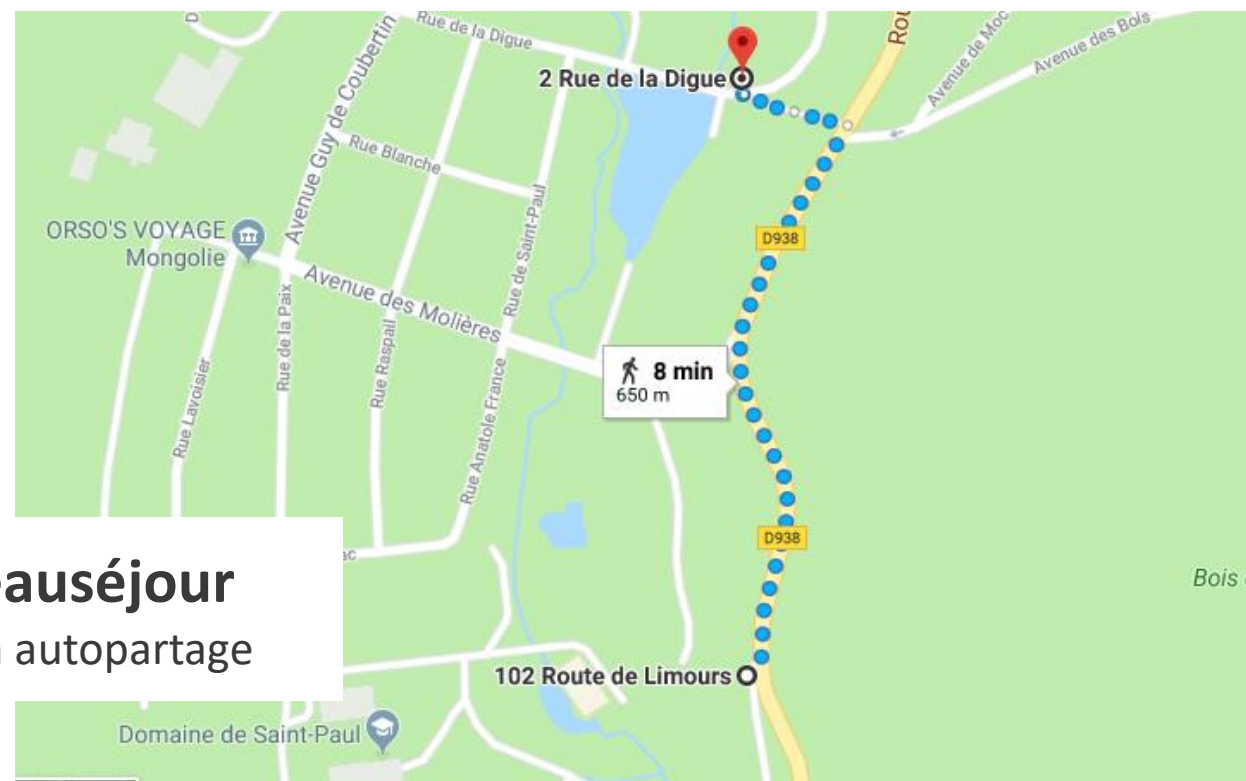 Rue de la Digue
Avenue Guy de Coubertin
2 Rue de la Digue
Avenue des Bois
Avenue de
Rue Blanche
ORSO'S VOYAGE
Mongolie
Rue de Saint-Paul
D938
Avenue des Molières
Rue de la Paix
Rue Raspail
Rue Lavoisier
Rue Anatole France
8 min
650 m
D938
Bois
autopartage
102 Route de Limours
Domaine de Saint-Paul